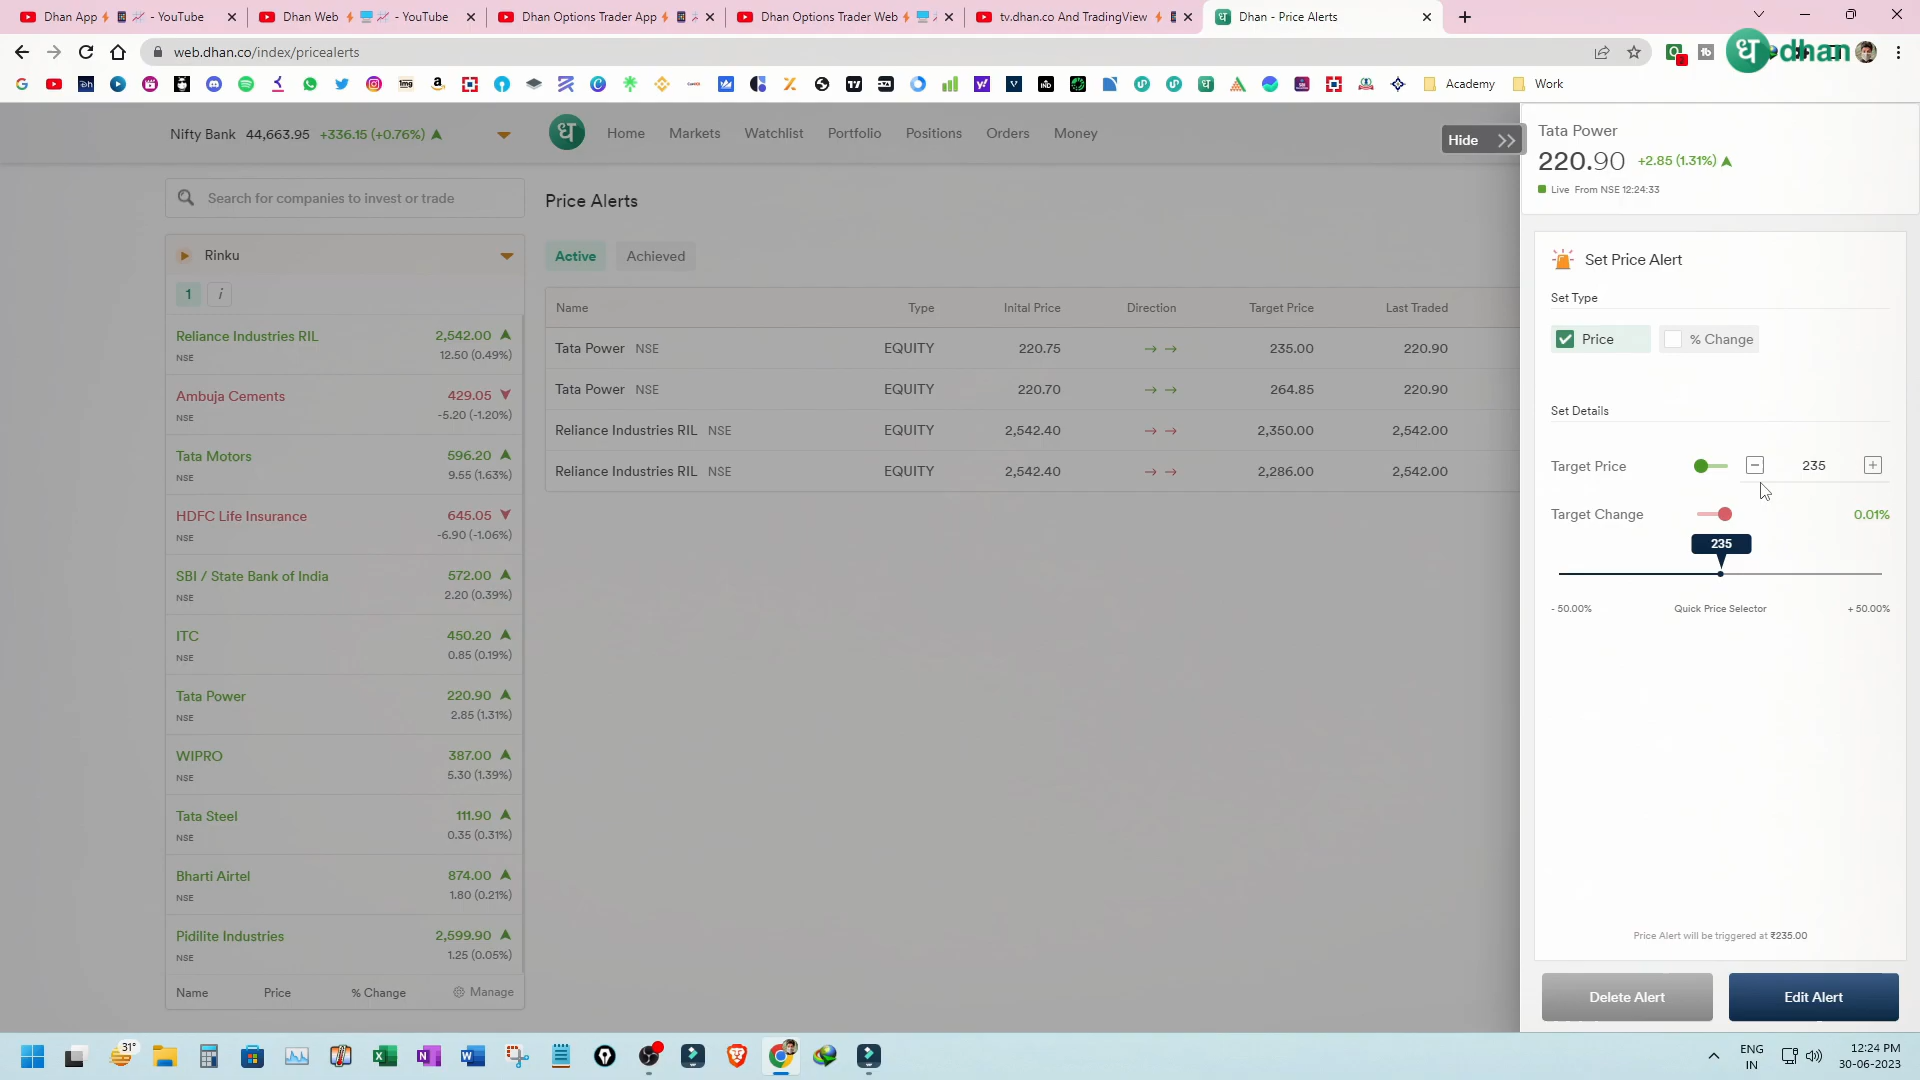 Dhan App - YouTube
Dhan Web - YouTube
Dhan Options Trader App
Dhan Options Trader Web
tv.dhan.co And TradingView
Dhan - Price Alerts
web.dhan.co/index/pricealerts
dhan
Academy
Work
Nifty Bank 44,663.95 +336.15 (+0.76%)
Home Markets Watchlist Portfolio Positions Orders Money
Search for companies to invest or trade
Rinku
1 i
Reliance Industries RIL 2,542.00
NSE 12.50 (0.49%)
Ambuja Cements 429.05
NSE -5.20 (-1.20%)
Tata Motors 596.20
NSE 9.55 (1.63%)
HDFC Life Insurance 645.05
NSE -6.90 (-1.06%)
SBI / State Bank of India 572.00
NSE 2.20 (0.39%)
ITC 450.20
NSE 0.85 (0.19%)
Tata Power 220.90
NSE 2.85 (1.31%)
WIPRO 387.00
NSE 5.30 (1.39%)
Tata Steel 111.90
NSE 0.35 (0.31%)
Bharti Airtel 874.00
NSE 1.80 (0.21%)
Pidilite Industries 2,599.90
NSE 1.25 (0.05%)
Name Price % Change Manage
Price Alerts
Active Achieved
Name Type Inital Price Direction Target Price Last Traded
Tata Power NSE EQUITY 220.75 → → 235.00 220.90
Tata Power NSE EQUITY 220.70 → → 264.85 220.90
Reliance Industries RIL NSE EQUITY 2,542.40 → → 2,350.00 2,542.00
Reliance Industries RIL NSE EQUITY 2,542.40 → → 2,286.00 2,542.00
Hide >>
Tata Power
220.90 +2.85 (1.31%)
Live From NSE 12:24:33
Set Price Alert
Set Type
Price % Change
Set Details
Target Price - 235 +
Target Change 0.01%
235
- 50.00% Quick Price Selector + 50.00%
Price Alert will be triggered at ₹235.00
Delete Alert Edit Alert
31°
ENG
IN
12:24 PM
30-06-2023